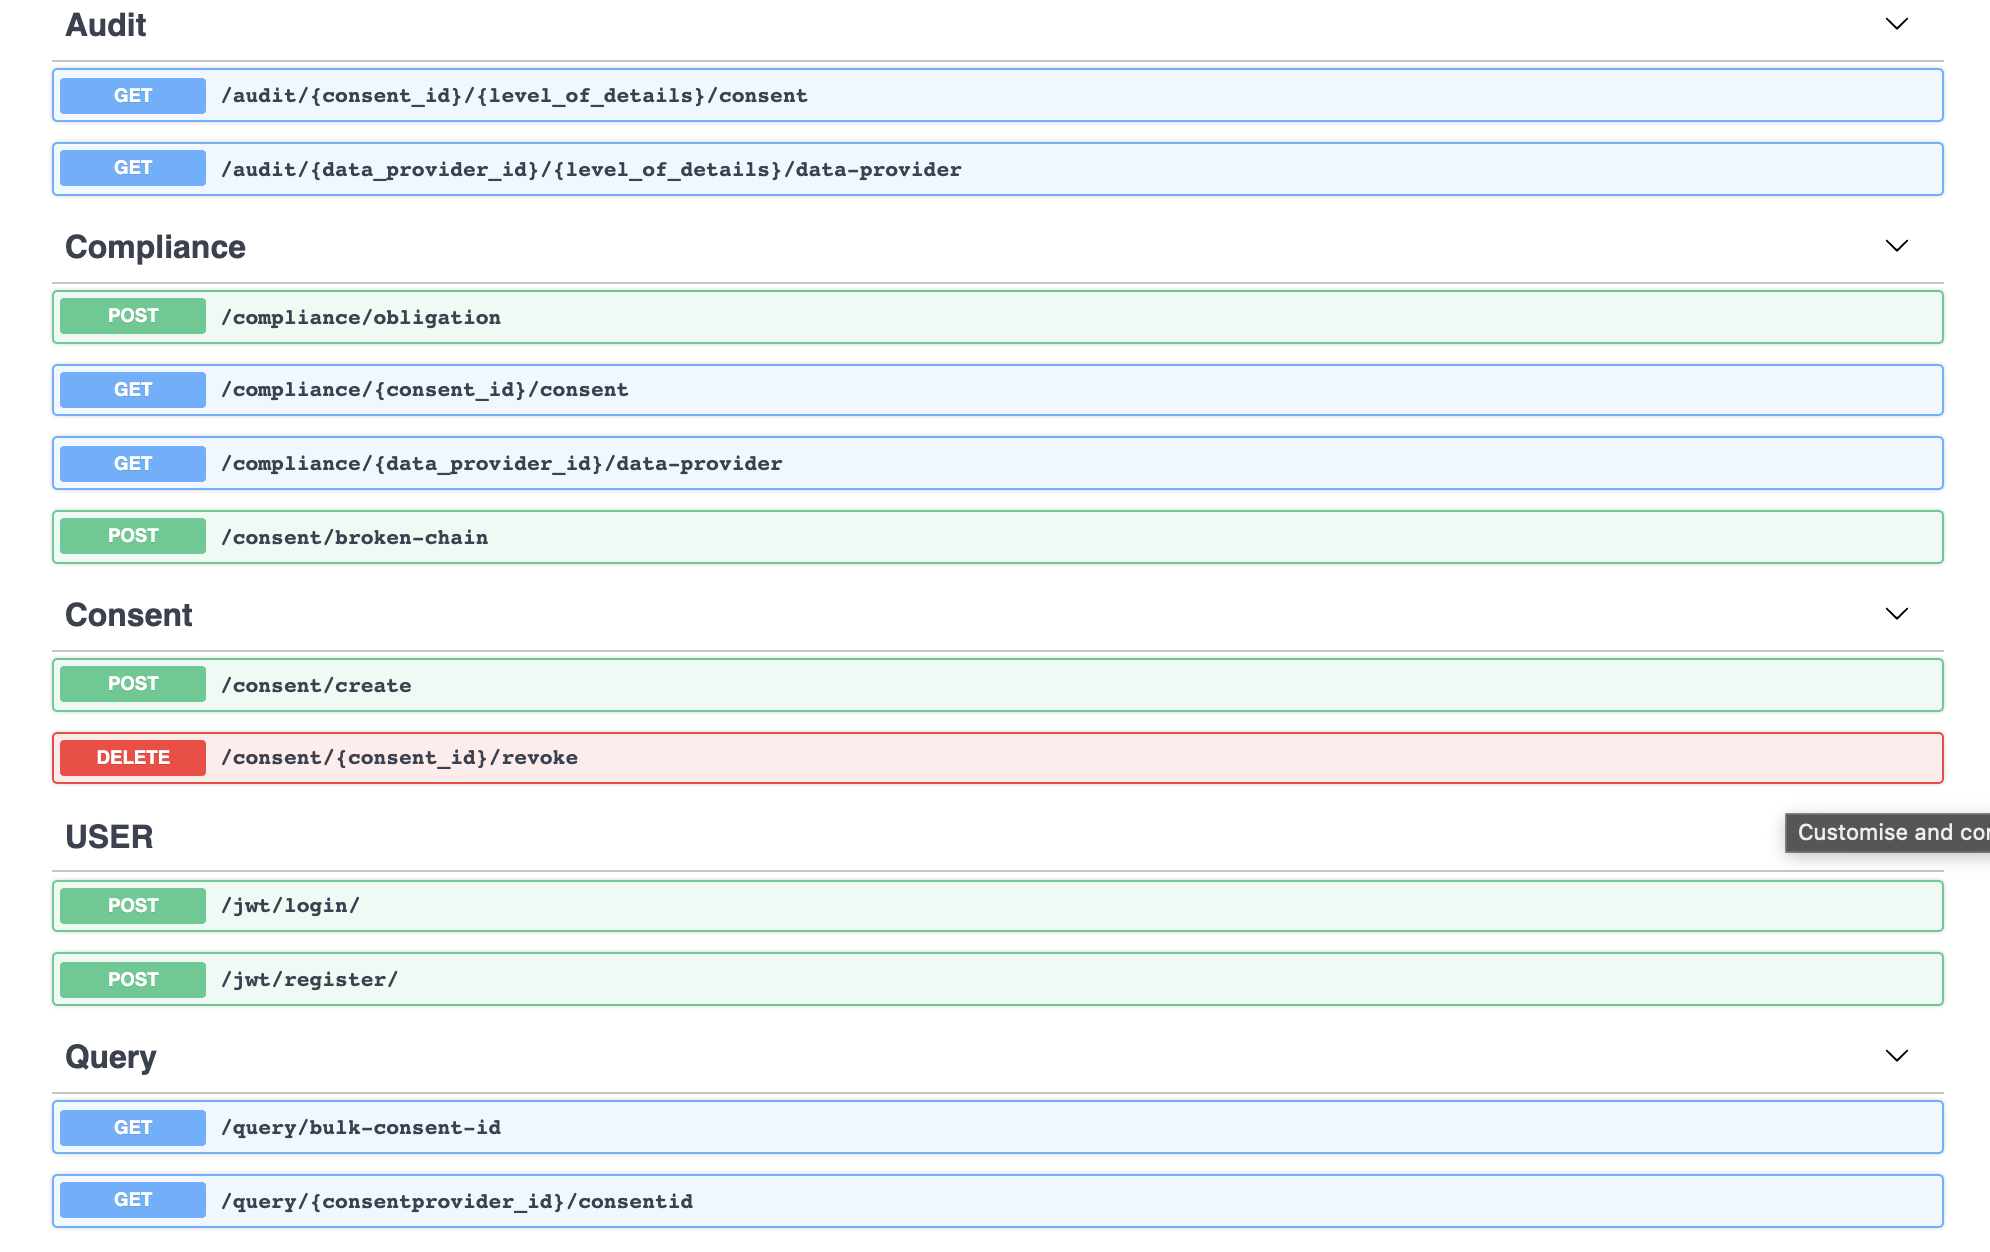 Audit
GET /audit/{consent_id}/{level_of_details}/consent
GET /audit/{data_provider_id}/{level_of_details}/data-provider
Compliance
POST /compliance/obligation
GET /compliance/{consent_id}/consent
GET /compliance/{data_provider_id}/data-provider
POST /consent/broken-chain
Consent
POST /consent/create
DELETE /consent/{consent_id}/revoke
USER
Customise and
POST /jwt/login/
POST /jwt/register/
Query
GET /query/bulk-consent-id
GET /query/{consentprovider_id}/consentid